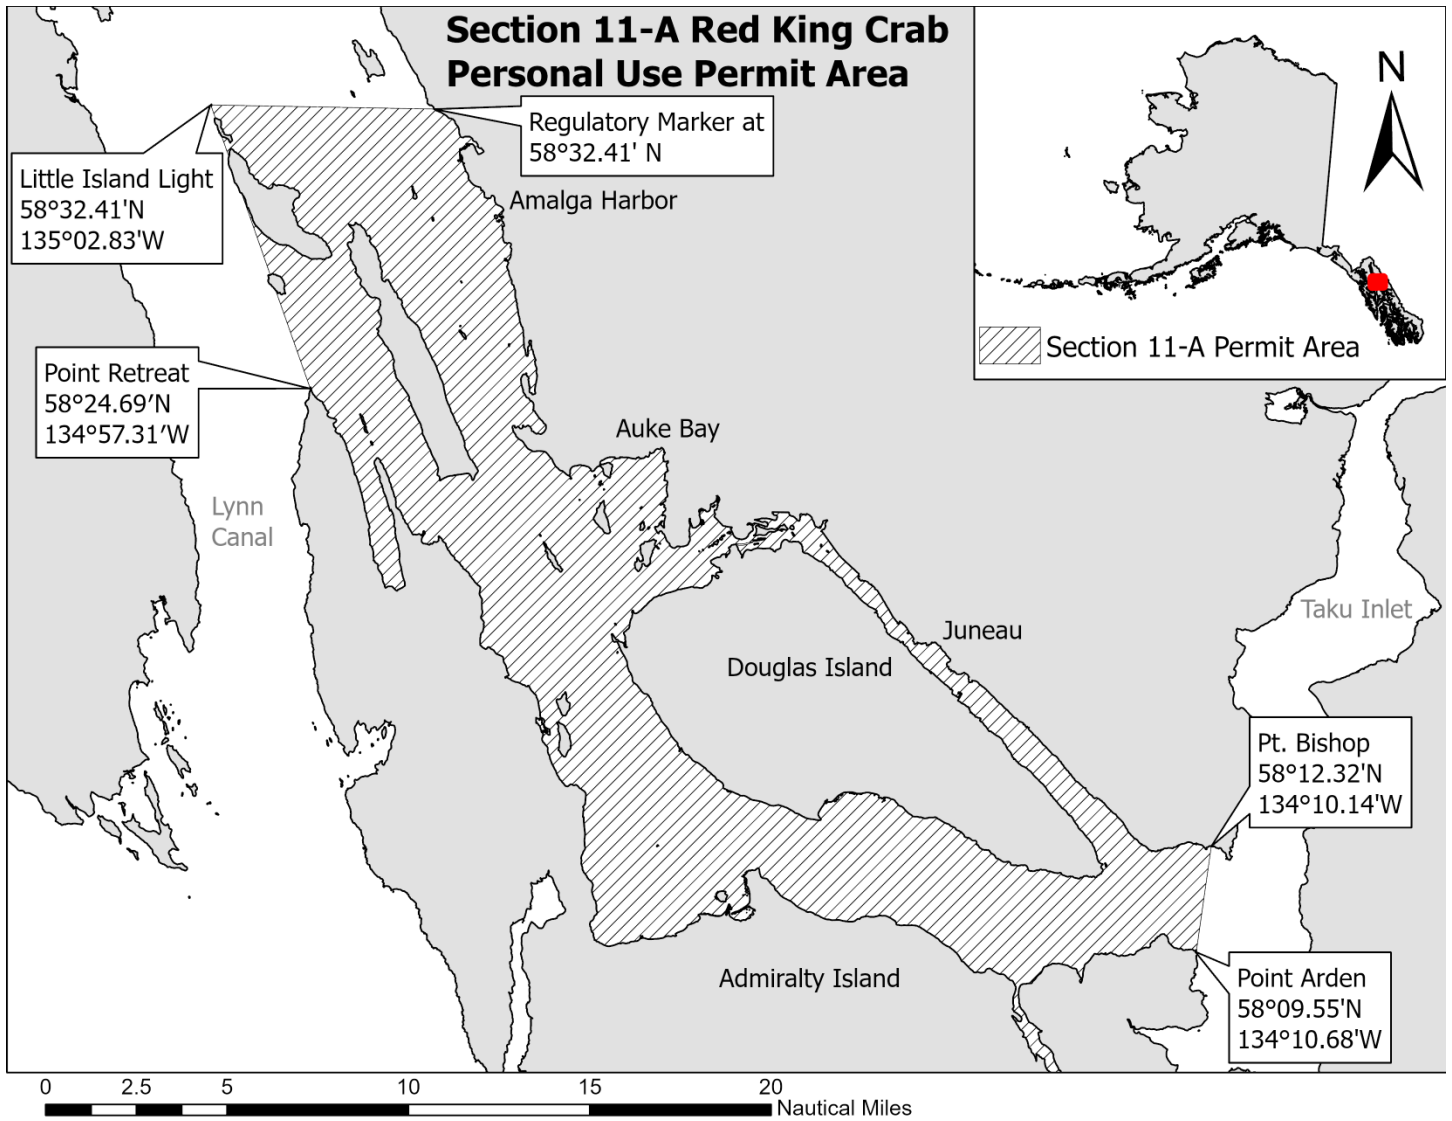 Section 11-A Red King Crab
Personal Use Permit Area
N
Regulatory Marker at
58°32.41' N
Little Island Light
58°32.41'N
135°02.83'W
Amalga Harbor
Section 11-A Permit Area
Point Retreat
58°24.69’N
134°57.31’W
Auke Bay
Lynn
Canal
Taku Inlet
Juneau
Douglas Island
Pt. Bishop
58°12.32'N
134°10.14'W
Admiralty Island
Point Arden
58°09.55'N
134°10.68'W
0 2.5 5 10 15 20
Nautical Miles